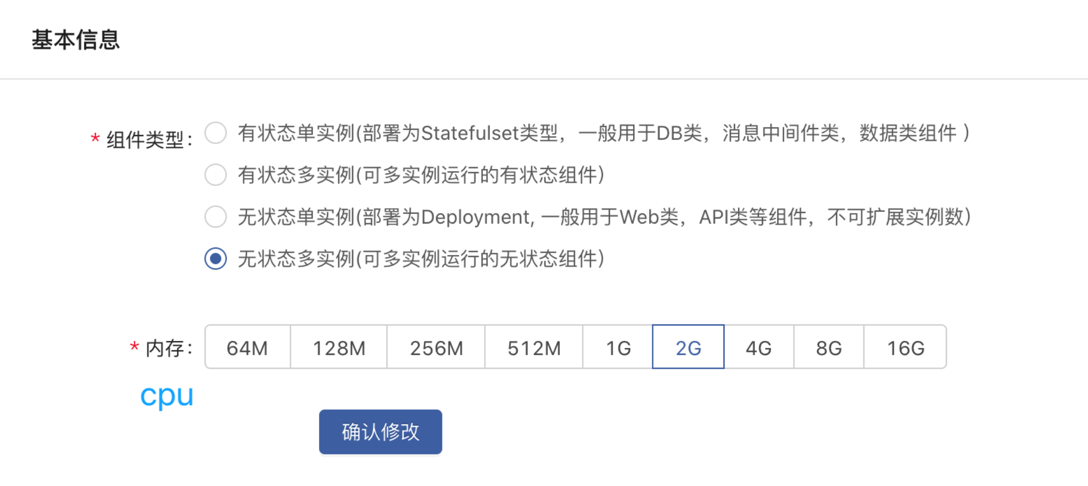 基本信息
* 组件类型: 有状态单实例(部署为Statefulset类型，一般用于DB类，消息中间件类，数据类组件 )
有状态多实例(可多实例运行的有状态组件)
无状态单实例(部署为Deployment, 一般用于Web类，API类等组件，不可扩展实例数)
无状态多实例(可多实例运行的无状态组件)
* 内存: 64M 128M 256M 512M 1G 2G 4G 8G 16G
cpu
确认修改